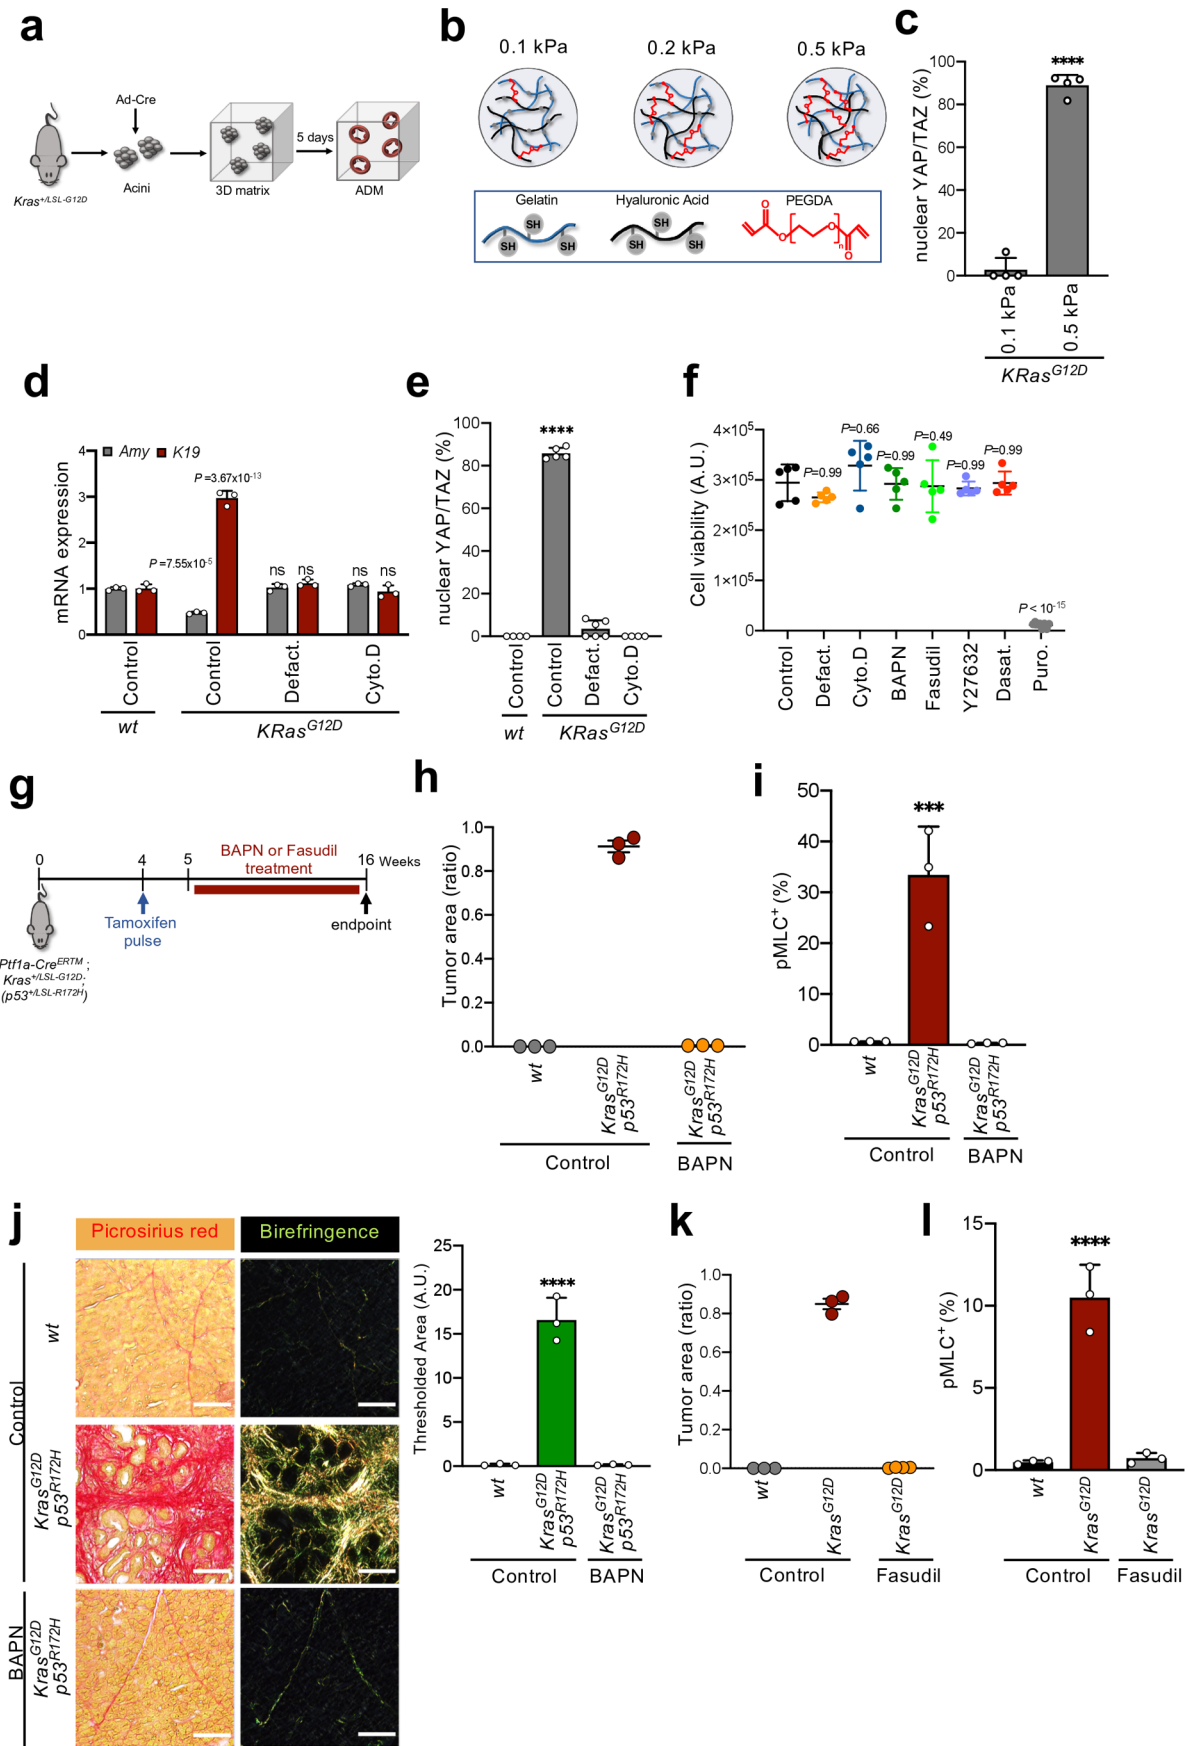 a
Ad-Cre
5 days
Kras+/LSL-G12D
Acini
3D matrix
ADM
b
0.1 kPa
0.2 kPa
0.5 kPa
Gelatin
Hyaluronic Acid
PEGDA
SH
SH
SH
SH
SH
SH
O
O
O
O
n
c
nuclear YAP/TAZ (%)
100
80
60
40
20
0
****
0.1 kPa
0.5 kPa
KRasG12D
d
mRNA expression
Amy
K19
4
3
2
1
0
P =3.67x10-13
P =7.55x10-5
ns
ns
ns
ns
Control
Control
Defact.
Cyto.D
wt
KRasG12D
e
nuclear YAP/TAZ (%)
100
80
60
40
20
0
****
Control
Control
Defact.
Cyto.D
wt
KRasG12D
f
Cell viability (A.U.)
4×105
3×105
2×105
1×105
0
P=0.99
P=0.66
P=0.99
P=0.49
P=0.99
P=0.99
P < 10-15
Control
Defact.
Cyto.D
BAPN
Fasudil
Y27632
Dasat.
Puro.
g
0
4
5
BAPN or Fasudil
treatment
16 Weeks
Tamoxifen
pulse
endpoint
Ptf1a-CreERTM ;
Kras+/LSL-G12D;
(p53+/LSL-R172H)
h
Tumor area (ratio)
1.0
0.8
0.6
0.4
0.2
0.0
wt
KrasG12D
p53R172H
KrasG12D
p53R172H
Control
BAPN
i
pMLC+ (%)
50
40
30
20
10
0
***
wt
KrasG12D
p53R172H
KrasG12D
p53R172H
Control
BAPN
j
Picrosirius red
Birefringence
Control
wt
KrasG12D
p53R172H
BAPN
KrasG12D
p53R172H
Thresholded Area (A.U.)
25
20
15
10
5
0
****
wt
KrasG12D
p53R172H
KrasG12D
p53R172H
Control
BAPN
k
Tumor area (ratio)
1.0
0.8
0.6
0.4
0.2
0.0
wt
KrasG12D
KrasG12D
Control
Fasudil
l
pMLC+ (%)
15
10
5
0
****
wt
KrasG12D
KrasG12D
Control
Fasudil